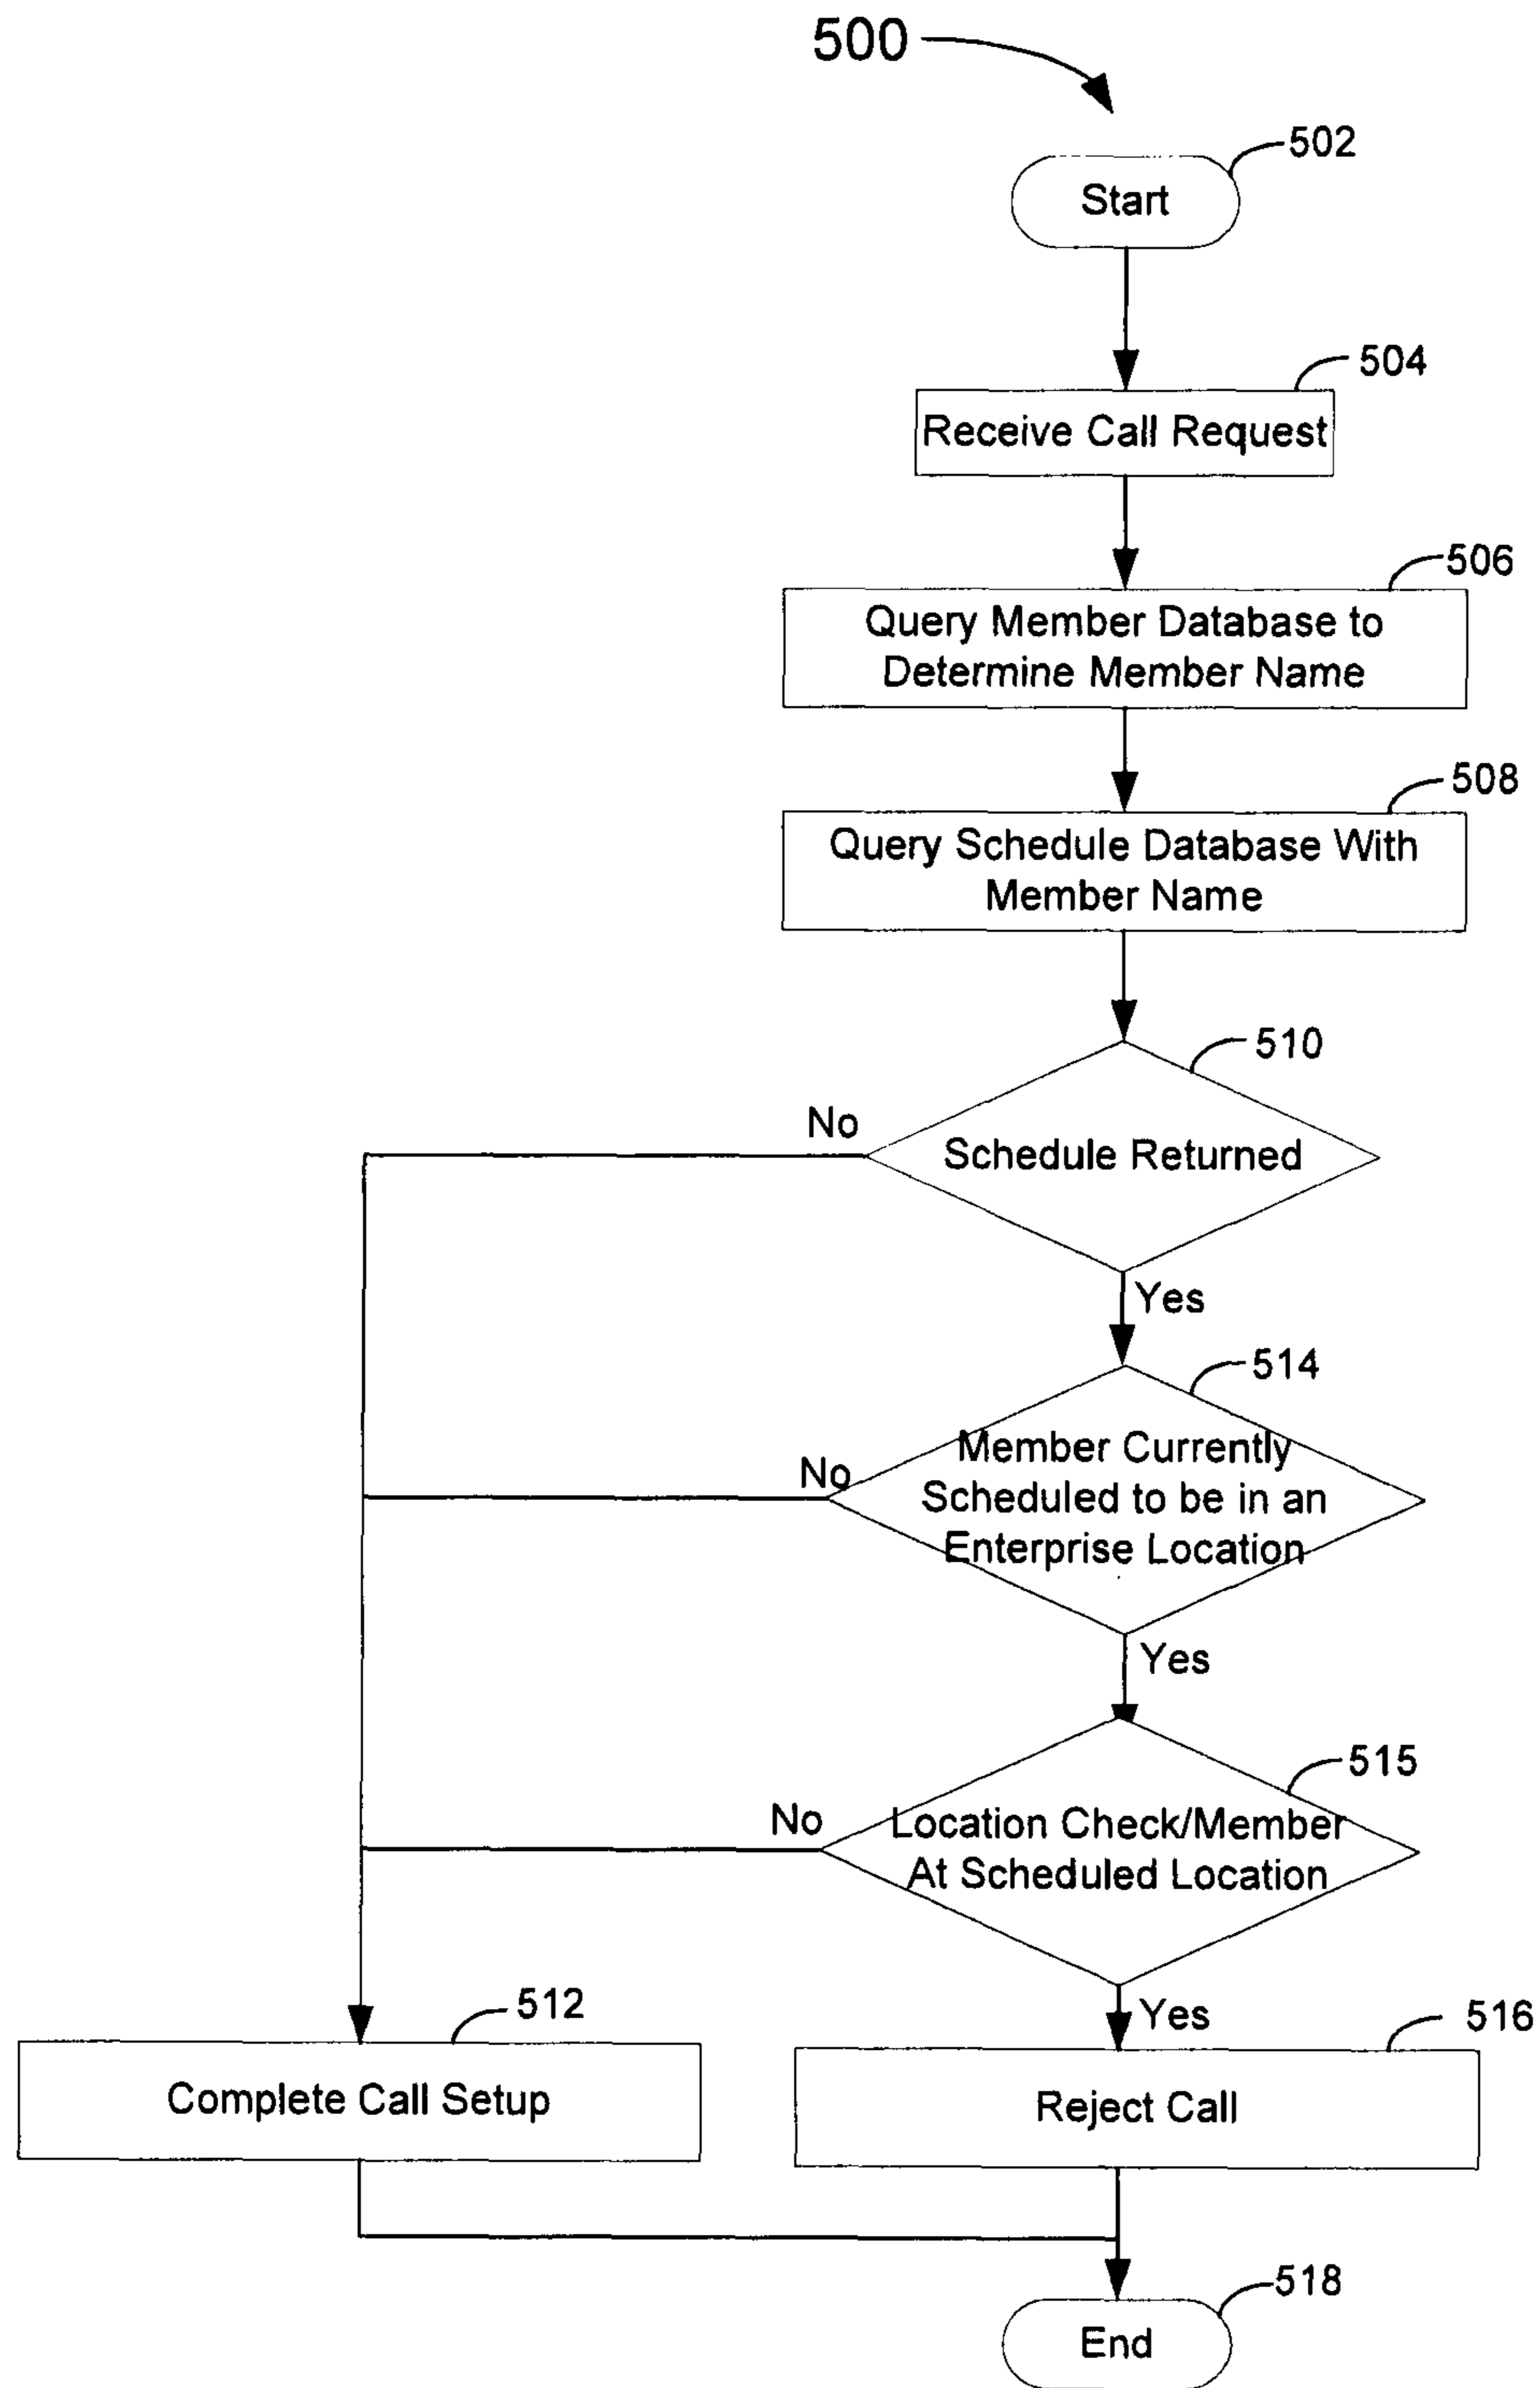 500
502
Start
504
Receive Call Request
506
Query Member Database to
Determine Member Name
508
Query Schedule Database With
Member Name
510
No
Schedule Returned
Yes
514
No
Member Currently
Scheduled to be in an
Enterprise Location
Yes
515
No
Location Check/Member
At Scheduled Location
512
Yes
516
Complete Call Setup
Reject Call
518
End